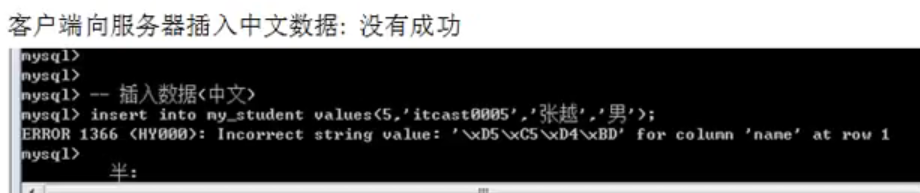 客户端向服务器插入中文数据: 没有成功
mysql>
mysql>
mysql> -- 插入数据<中文>
mysql> insert into my_student values(5,'itcast0005','张越','男');
ERROR 1366 (HY000): Incorrect string value: '\xD5\xC5\xD4\xBD' for column 'name' at row 1
mysql>
半: